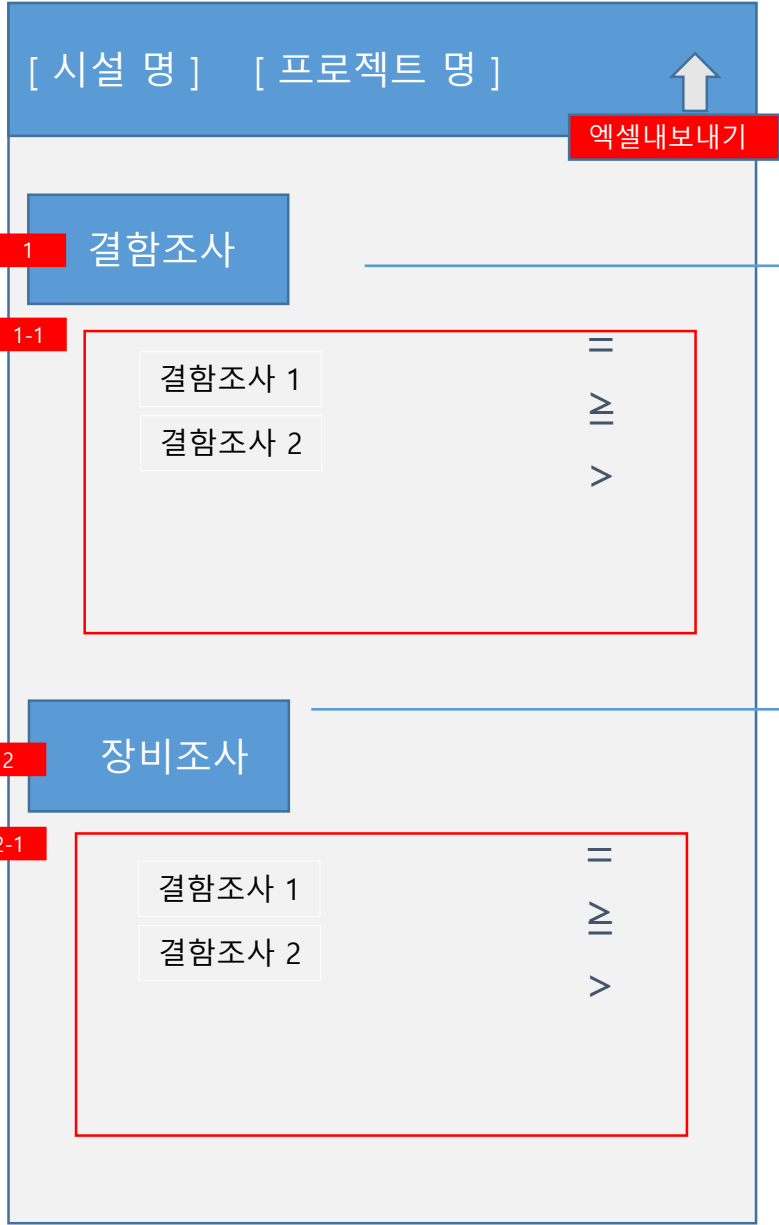 [ 시설 명 ] [ 프로젝트 명 ]
엑셀내보내기
1 결함조사
1-1
=
결함조사 1
≥
결함조사 2
>
2 장비조사
2-1
=
결함조사 1
≥
결함조사 2
>